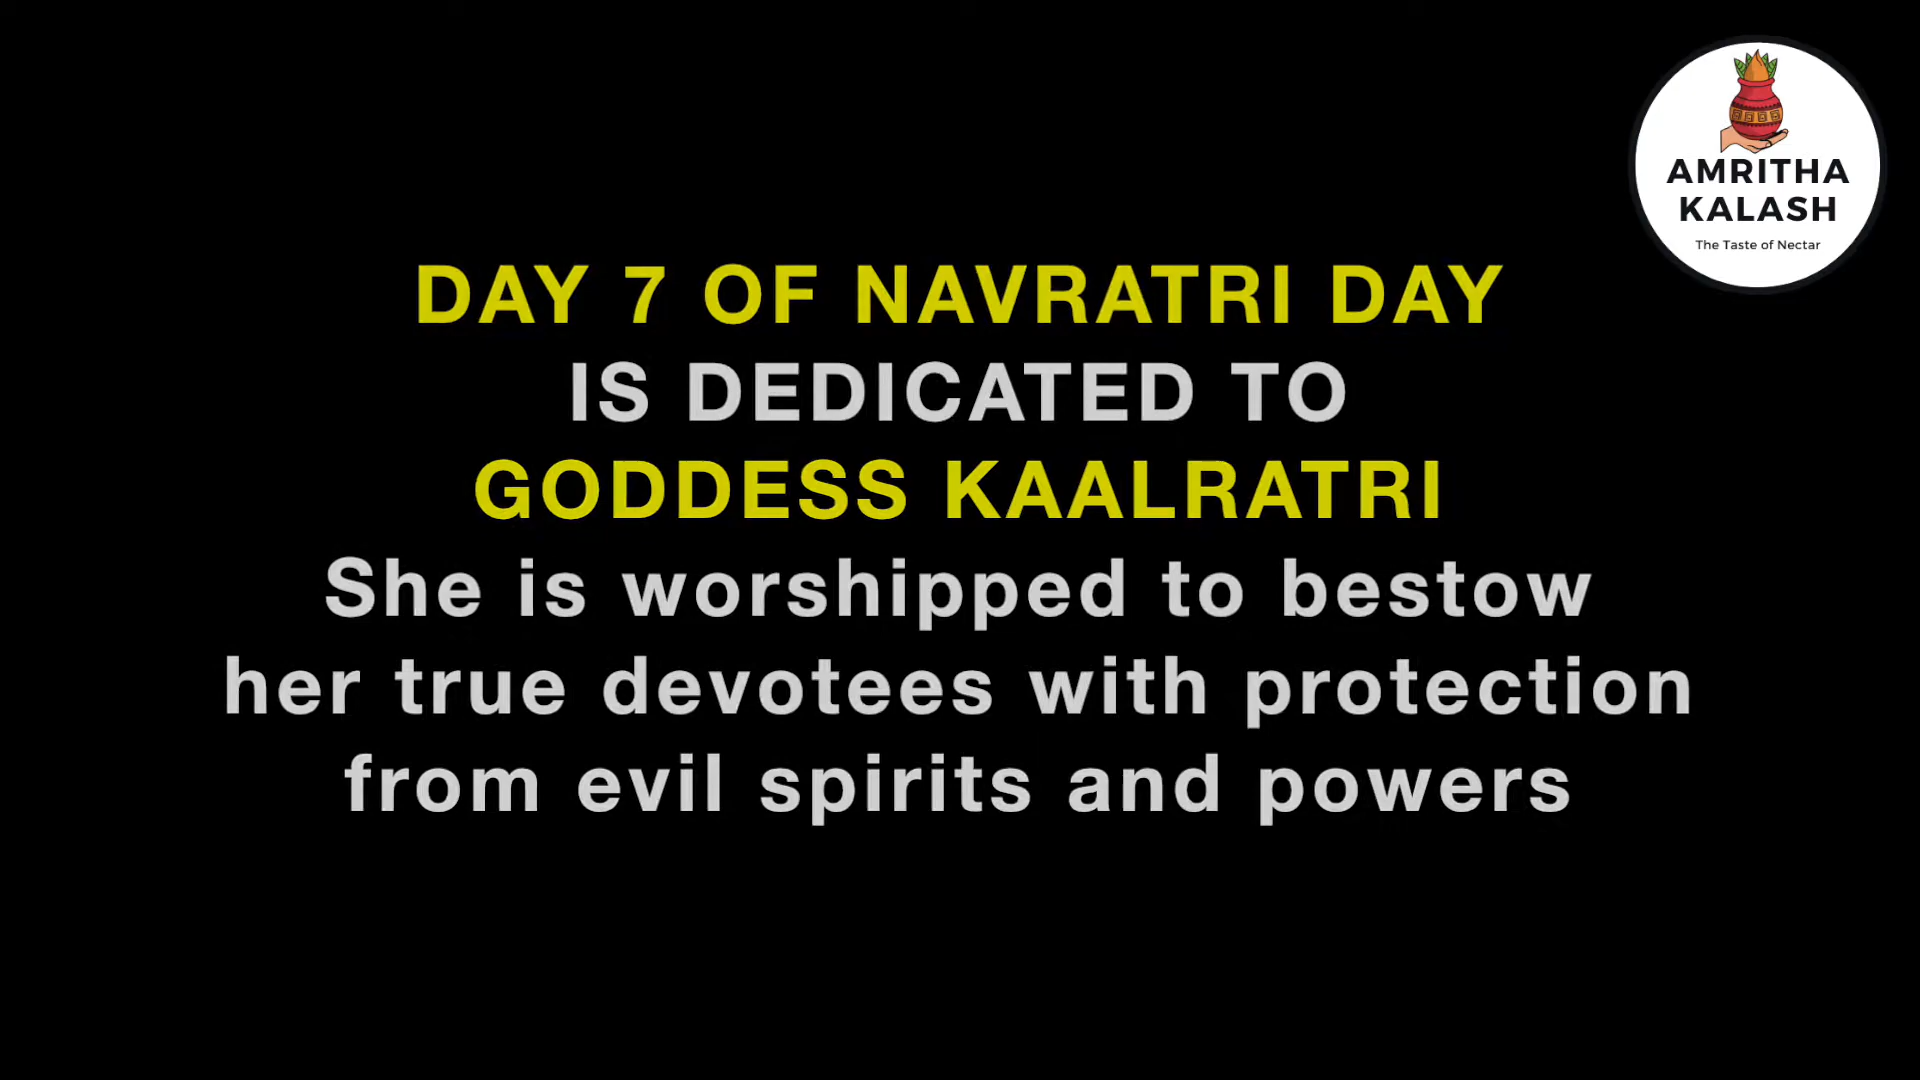 AMRITHA
KALASH
The Taste of Nectar
DAY 7 OF NAVRATRI DAY
IS DEDICATED TO
GODDESS KAALRATRI
She is worshipped to bestow
her true devotees with protection
from evil spirits and powers